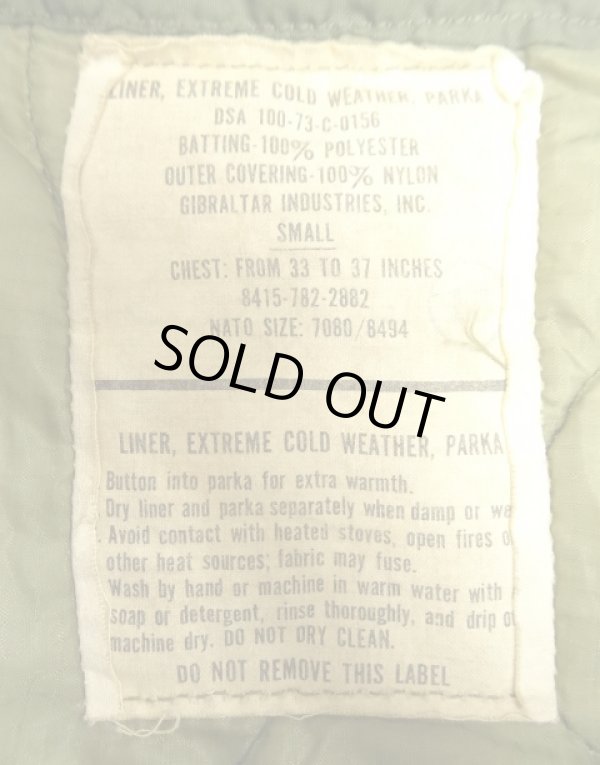 LINER, EXTREME COLD WEATHER, PARKA
DSA 100-73-C-0156
BATTING-100% POLYESTER
OUTER COVERING-100% NYLON
GIBRALTAR INDUSTRIES, INC.
SMALL
CHEST: FROM 33 TO 37 INCHES
8415-782-2882
NATO SIZE: 7080/8494
SOLD OUT
LINER, EXTREME COLD WEATHER, PARKA
Button into parka for extra warmth.
Dry liner and parka separately when damp or we
Avoid contact with heated stoves, open fires o
other heat sources; fabric may fuse.
Wash by hand or machine in warm water with
soap or detergent, rinse thoroughly, and drip o
machine dry. DO NOT DRY CLEAN.
DO NOT REMOVE THIS LABEL